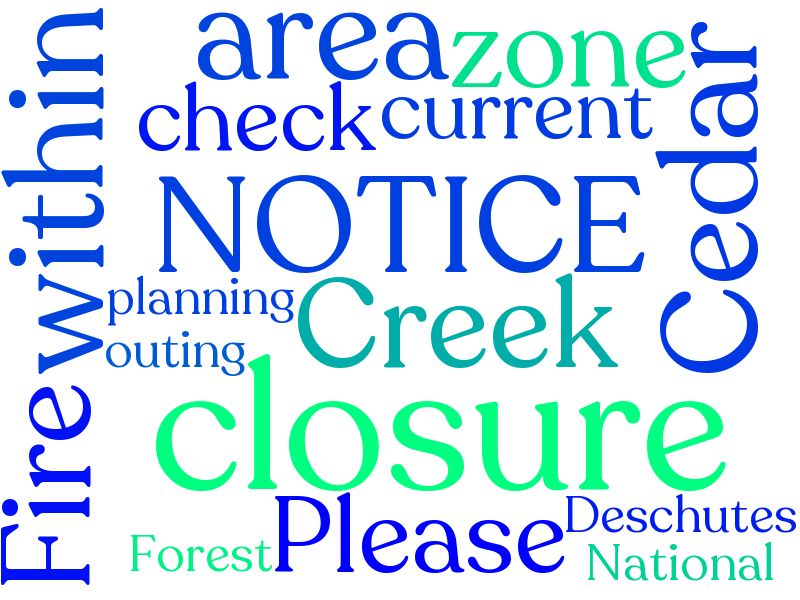 area
zone
within
check
current
Cedar
NOTICE
planning
Creek
outing
closure
Fire
Please
Deschutes
Forest
National